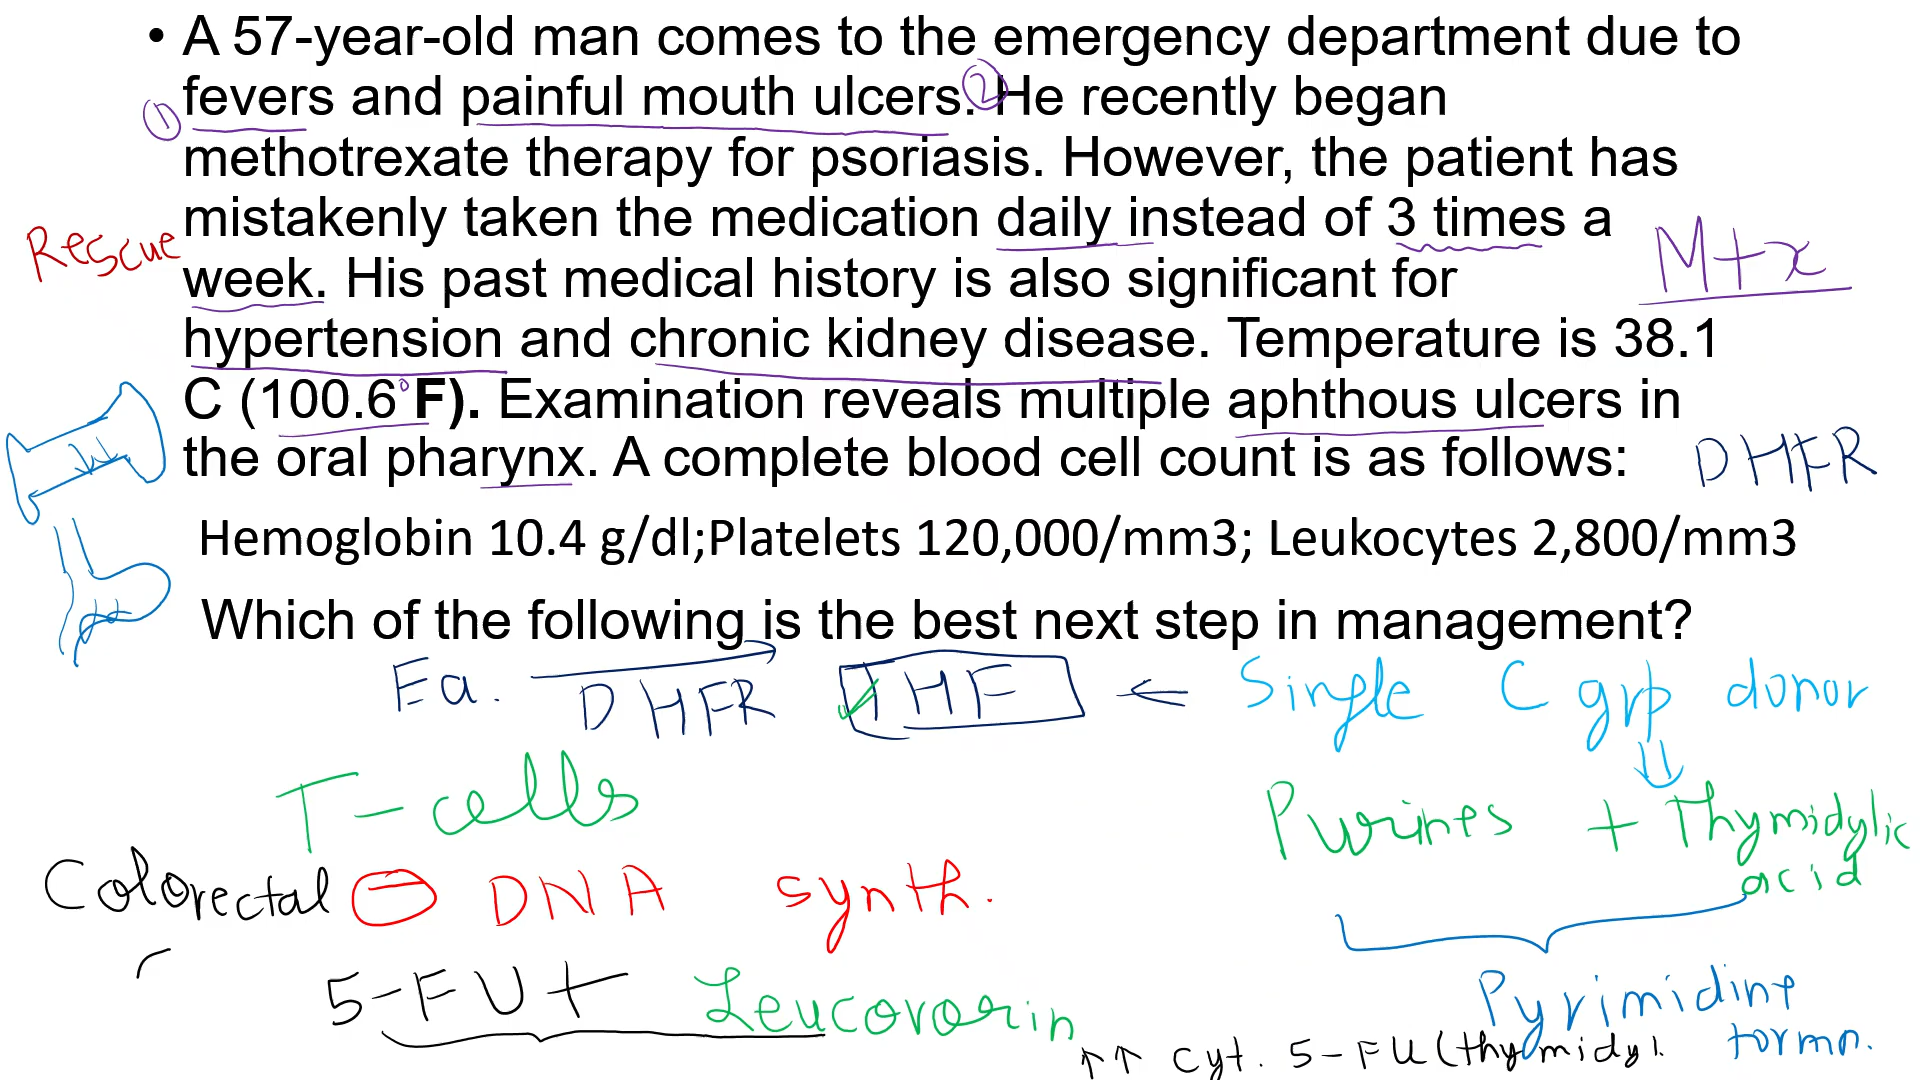 • A 57-year-old man comes to the emergency department due to
① fevers and painful mouth ulcers. ② He recently began
methotrexate therapy for psoriasis. However, the patient has
mistakenly taken the medication daily instead of 3 times a
Rescue
week. His past medical history is also significant for
Mtx
hypertension and chronic kidney disease. Temperature is 38.1
C (100.6°F). Examination reveals multiple aphthous ulcers in
the oral pharynx. A complete blood cell count is as follows:
DHFR
Hemoglobin 10.4 g/dl;Platelets 120,000/mm3; Leukocytes 2,800/mm3
Which of the following is the best next step in management?
Fa. DHFR THF ← Single C grp donor
T-cells
Purines + Thymidylic
acid
Colorectal ⊖ DNA synth.
5-FU + Leucovorin
Pyrimidine
formn.
↑↑ cyt. 5-FU (thymidyl.